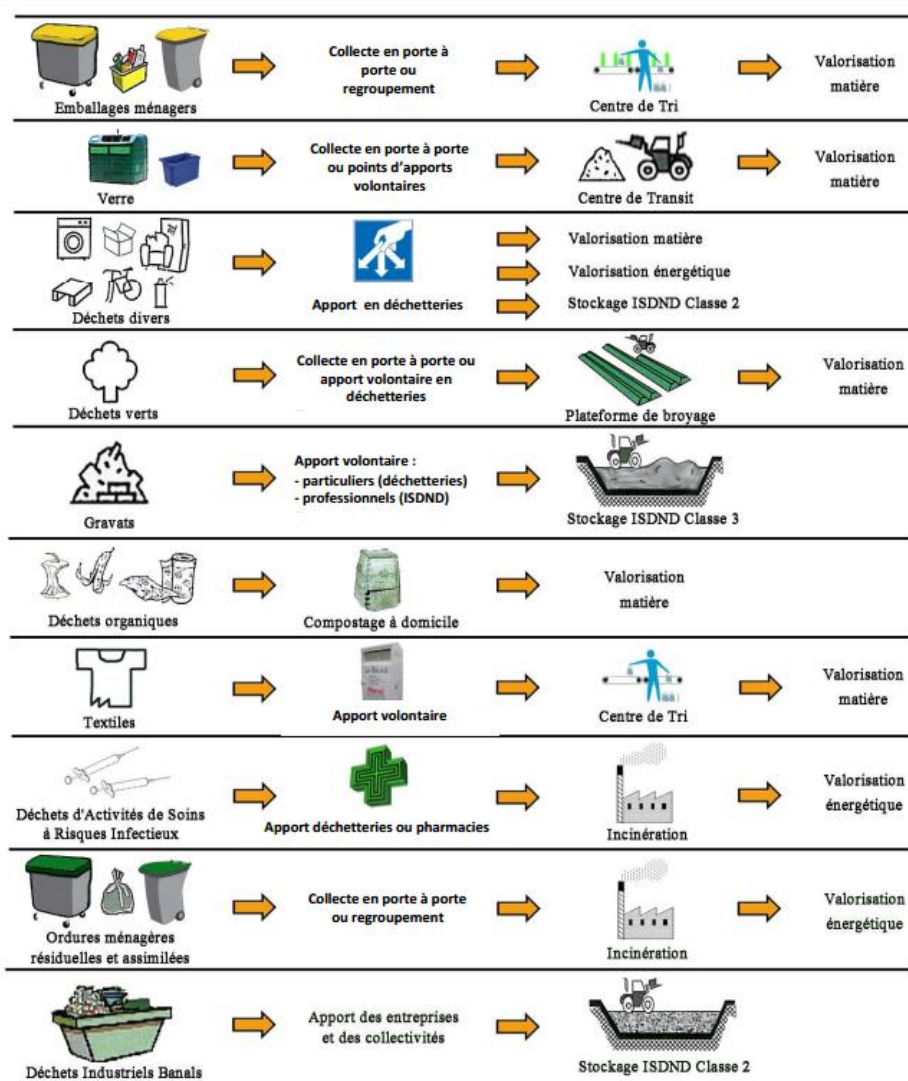 Emballages ménagers
Collecte en porte à
porte ou
regroupement
Centre de Tri
Valorisation
matière
Verre
Collecte en porte à porte
ou points d'apports
volontaires
Centre de Transit
Valorisation
matière
Déchets divers
Apport en déchetteries
Valorisation matière
Valorisation énergétique
Stockage ISDND Classe 2
Déchets verts
Collecte en porte à porte ou
apport volontaire en
déchetteries
Plateforme de broyage
Valorisation
matière
Gravats
Apport volontaire :
- particuliers (déchetteries)
- professionnels (ISDND)
Stockage ISDND Classe 3
Déchets organiques
Compostage à domicile
Valorisation
matière
Textiles
Apport volontaire
Centre de Tri
Valorisation
matière
Déchets d'Activités de Soins
à Risques Infectieux
Apport déchetteries ou pharmacies
Incinération
Valorisation
énergétique
Ordures ménagères
résiduelles et assimilées
Collecte en porte à porte
ou regroupement
Incinération
Valorisation
énergétique
Déchets Industriels Banals
Apport des entreprises
et des collectivités
Stockage ISDND Classe 2